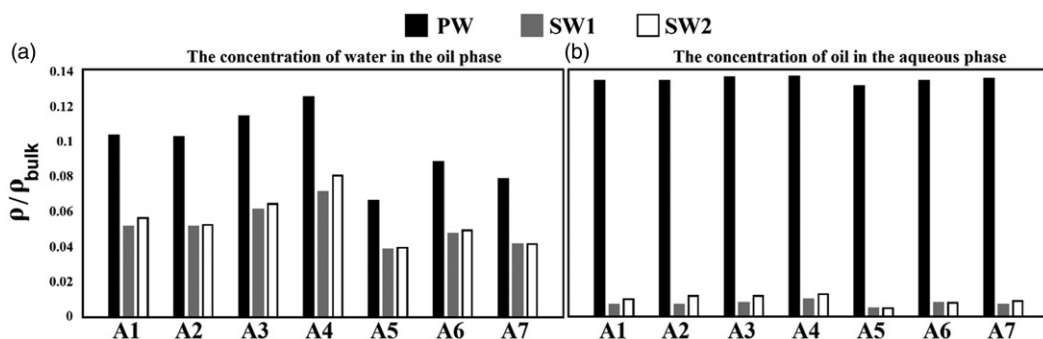 PW SW1 SW2
(a) The concentration of water in the oil phase
(b) The concentration of oil in the aqueous phase
ρ/ρbulk
0.14
0.12
0.1
0.08
0.06
0.04
0.02
0
A1 A2 A3 A4 A5 A6 A7
A1 A2 A3 A4 A5 A6 A7